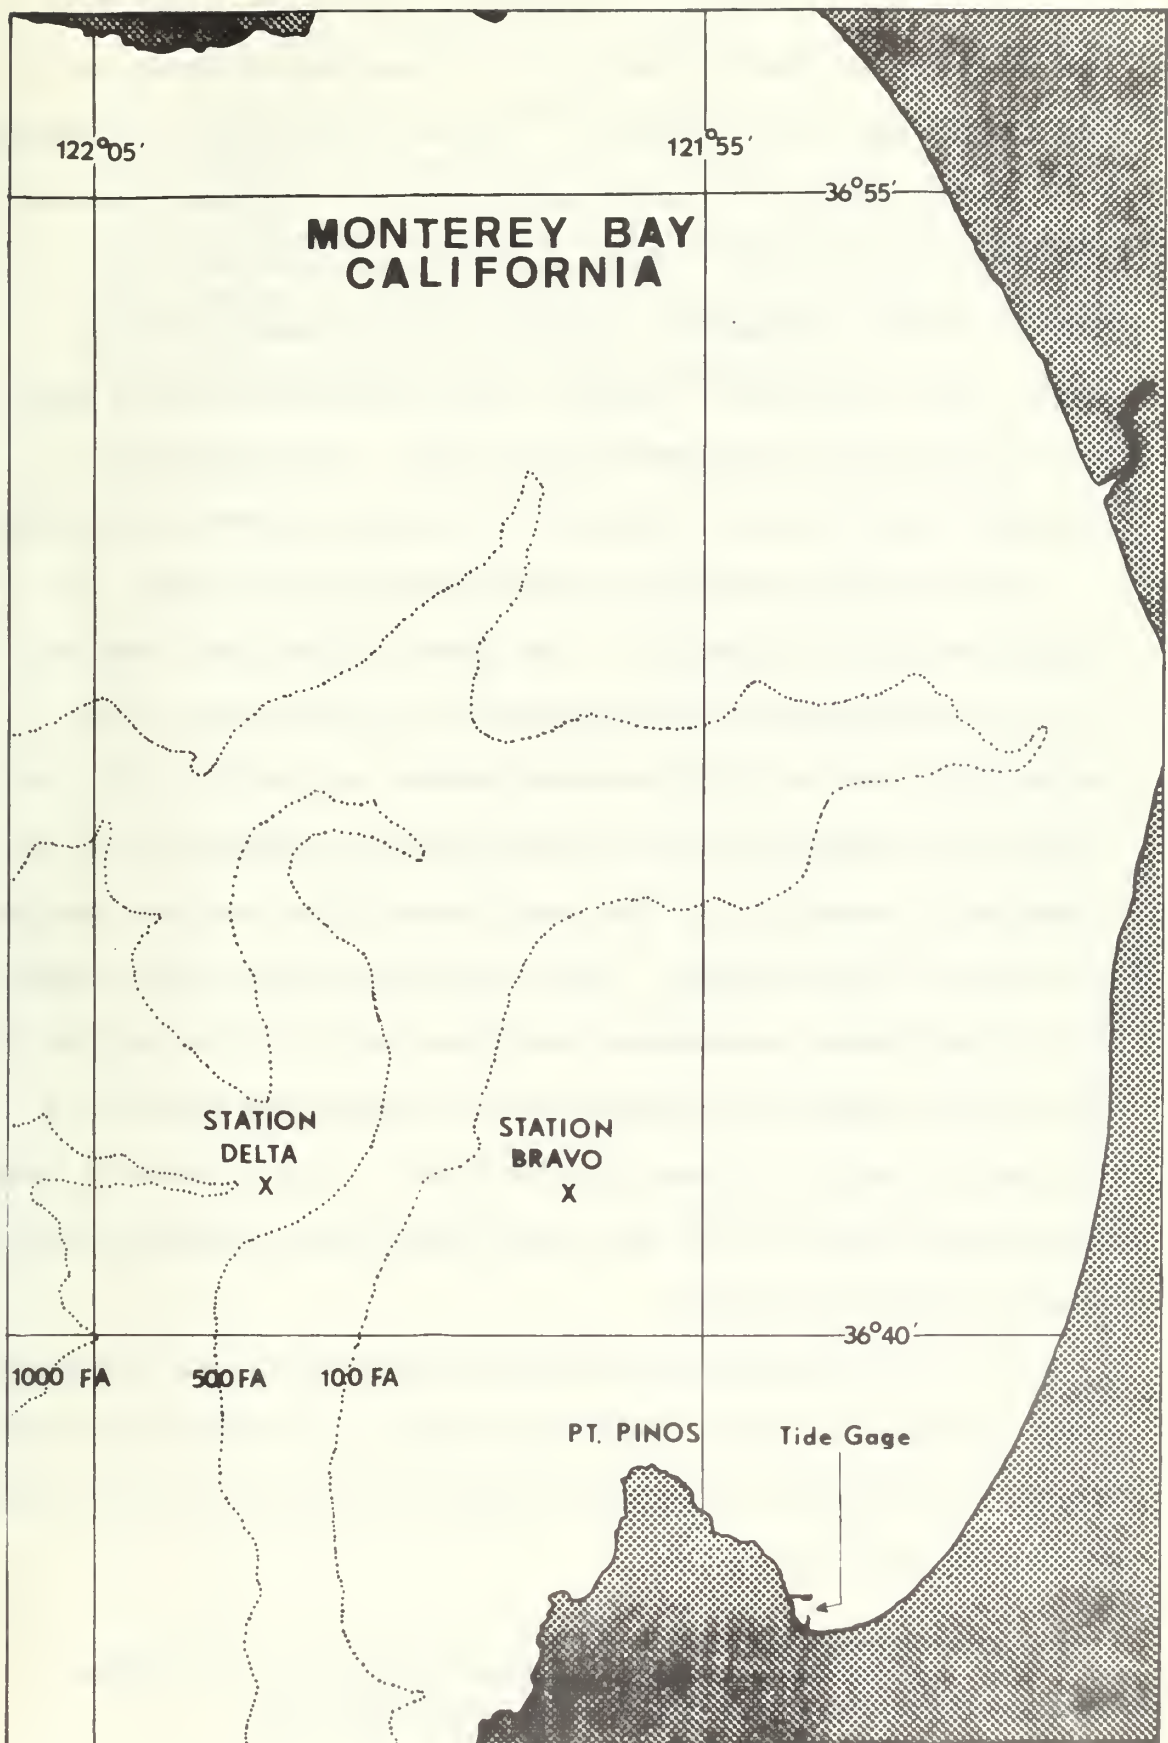 122°05'
121°55'
36°55'
MONTEREY BAY
CALIFORNIA
STATION
DELTA
X
STATION
BRAVO
X
36°40'
1000 FA
500 FA
100 FA
PT. PINOS
Tide Gage